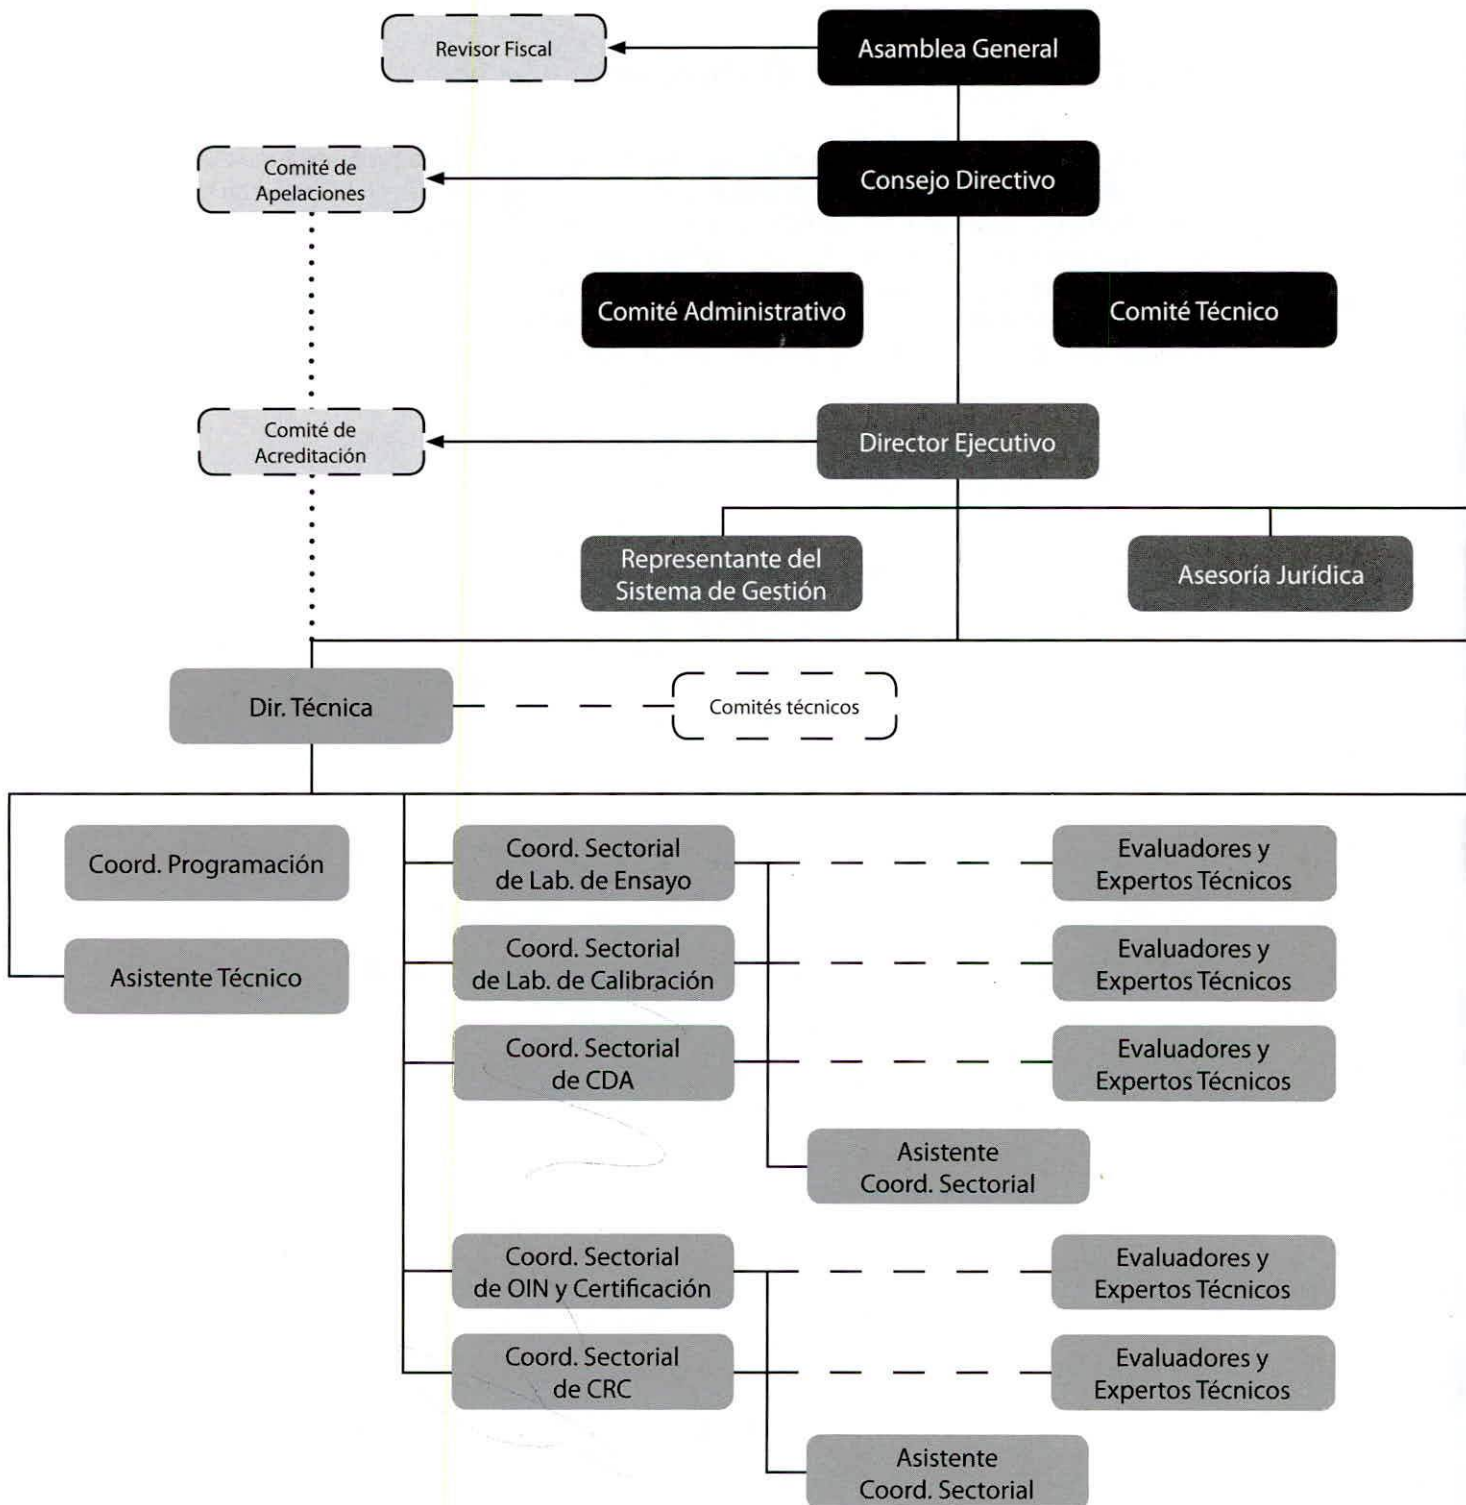 Revisor Fiscal
Asamblea General
Comité de
Apelaciones
Consejo Directivo
Comité Administrativo
Comité Técnico
Comité de
Acreditación
Director Ejecutivo
Representante del
Sistema de Gestión
Asesoría Jurídica
Dir. Técnica
Comités técnicos
Coord. Programación
Coord. Sectorial
de Lab. de Ensayo
Evaluadores y
Expertos Técnicos
Asistente Técnico
Coord. Sectorial
de Lab. de Calibración
Evaluadores y
Expertos Técnicos
Coord. Sectorial
de CDA
Evaluadores y
Expertos Técnicos
Asistente
Coord. Sectorial
Coord. Sectorial
de OIN y Certificación
Evaluadores y
Expertos Técnicos
Coord. Sectorial
de CRC
Evaluadores y
Expertos Técnicos
Asistente
Coord. Sectorial